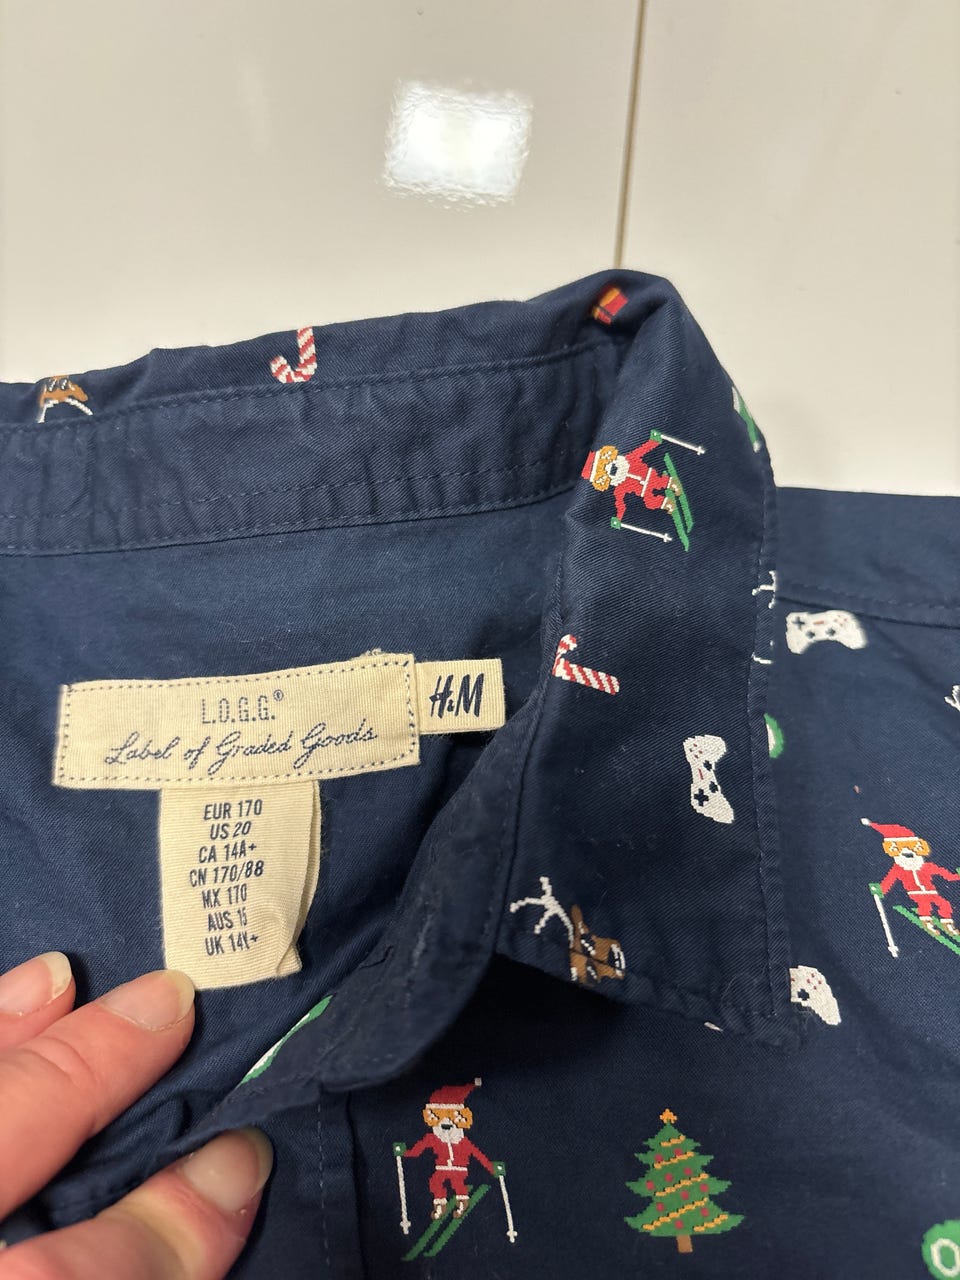 L.O.G.G.®
Label of Graded Goods
H&M
EUR 170
US 20
CA 14A+
CN 170/88
MX 170
AUS 15
UK 14Y+